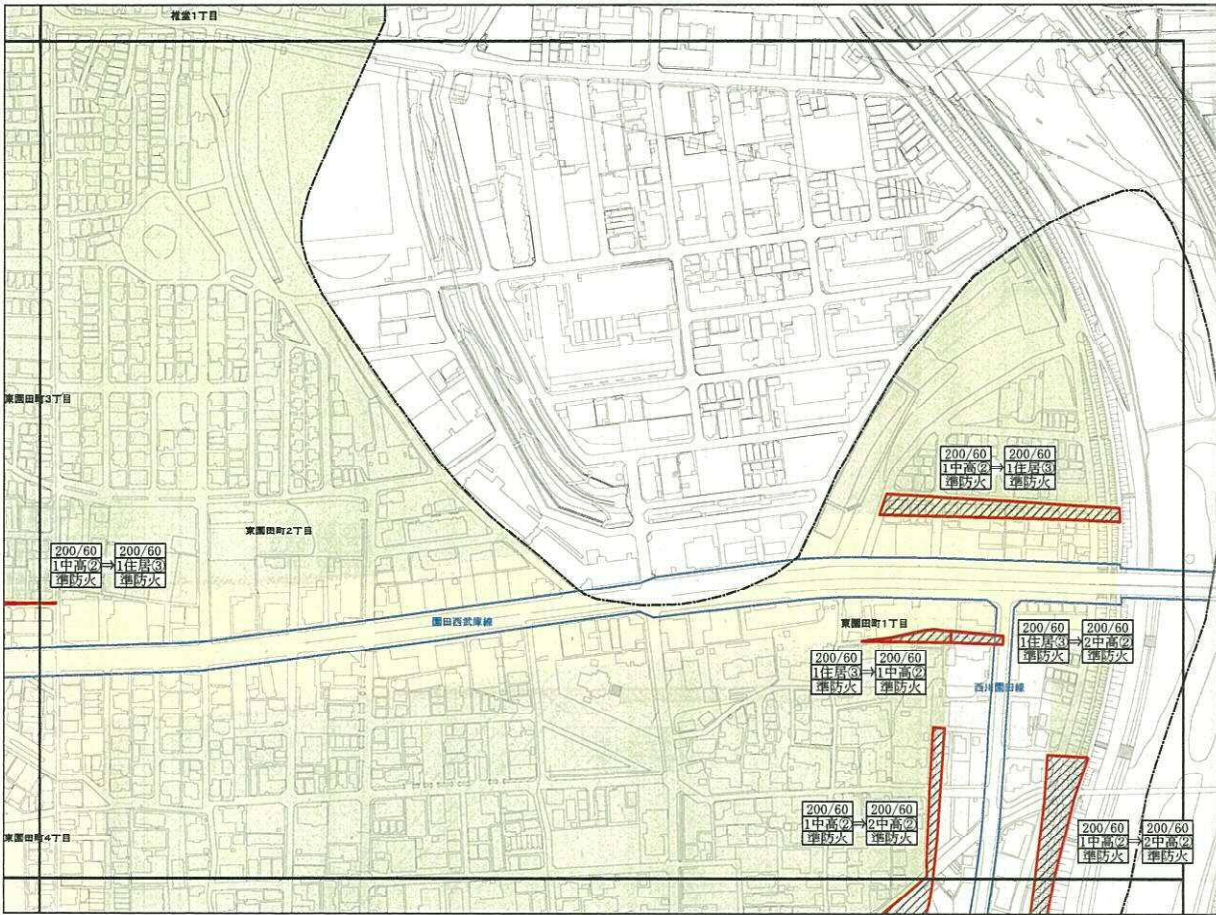 椎堂1丁目
東園田町3丁目
200/60 200/60
1中高②⇒1住居③
準防火 準防火
東園田町2丁目
200/60 200/60
1中高②⇒1住居③
準防火 準防火
園田西武庫線
東園田町1丁目
200/60 200/60
1住居③⇒2中高②
準防火 準防火
200/60 200/60
1住居③⇒1中高②
準防火 準防火
西川園田線
200/60 200/60
1中高②⇒2中高②
準防火 準防火
200/60 200/60
1中高②⇒2中高②
準防火 準防火
東園田町4丁目